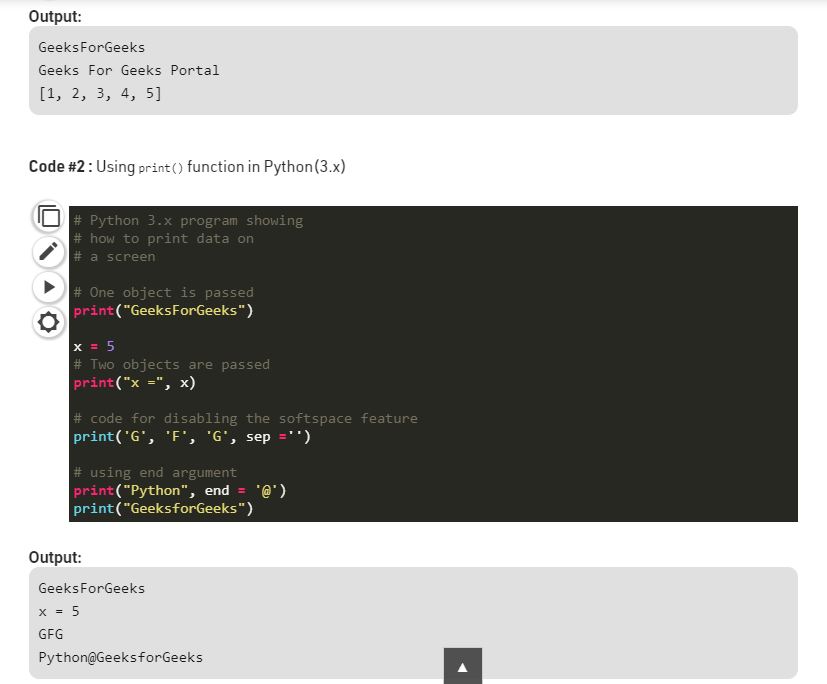 Output:
GeeksForGeeks
Geeks For Geeks Portal
[1, 2, 3, 4, 5]
Code #2 : Using print() function in Python(3.x)
# Python 3.x program showing
# how to print data on
# a screen
# One object is passed
print("GeeksForGeeks")
x = 5
# Two objects are passed
print("x =", x)
# code for disabling the softspace feature
print('G', 'F', 'G', sep ='')
# using end argument
print("Python", end = '@')
print("GeeksforGeeks")
Output:
GeeksForGeeks
x = 5
GFG
Python@GeeksforGeeks